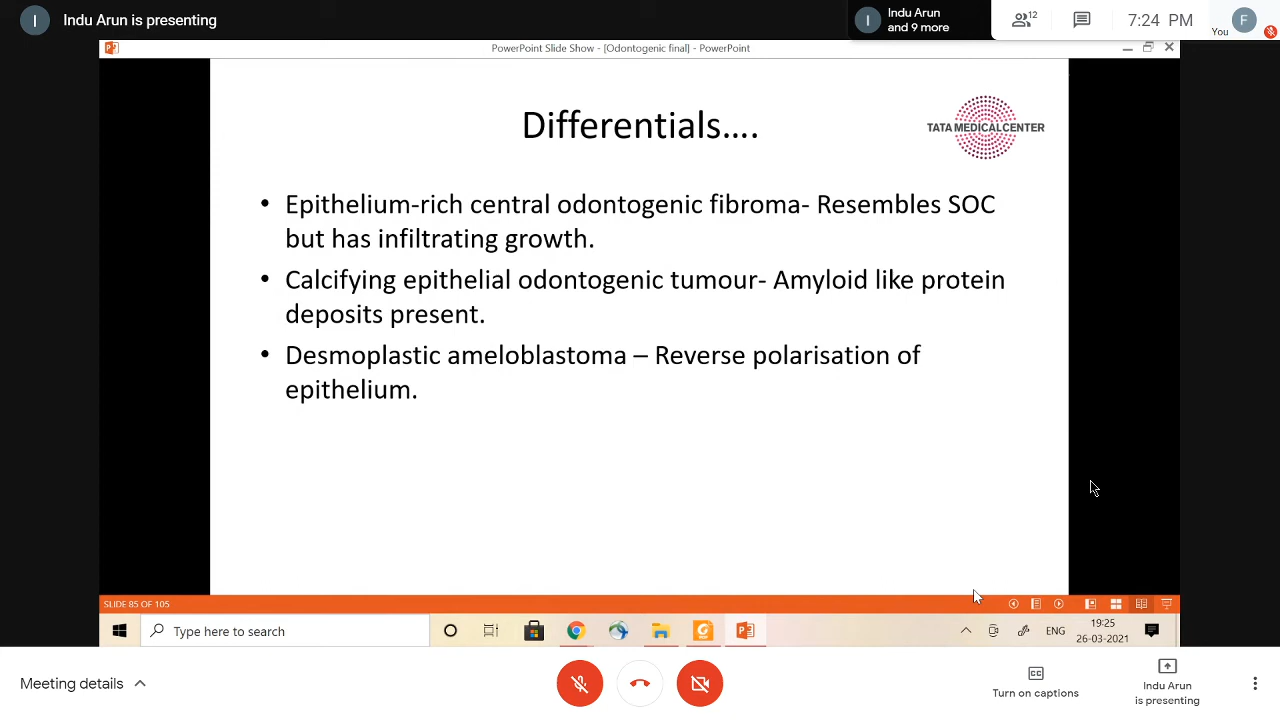 I Indu Arun is presenting
I Indu Arun
and 9 more
12
7:24 PM
F
You
PowerPoint Slide Show - [Odontogenic final] - PowerPoint
Differentials....
TATA MEDICAL CENTER
• Epithelium-rich central odontogenic fibroma- Resembles SOC
but has infiltrating growth.
• Calcifying epithelial odontogenic tumour- Amyloid like protein
deposits present.
• Desmoplastic ameloblastoma – Reverse polarisation of
epithelium.
SLIDE 85 OF 105
Type here to search
ENG
19:25
26-03-2021
Meeting details
CC
Turn on captions
Indu Arun
is presenting